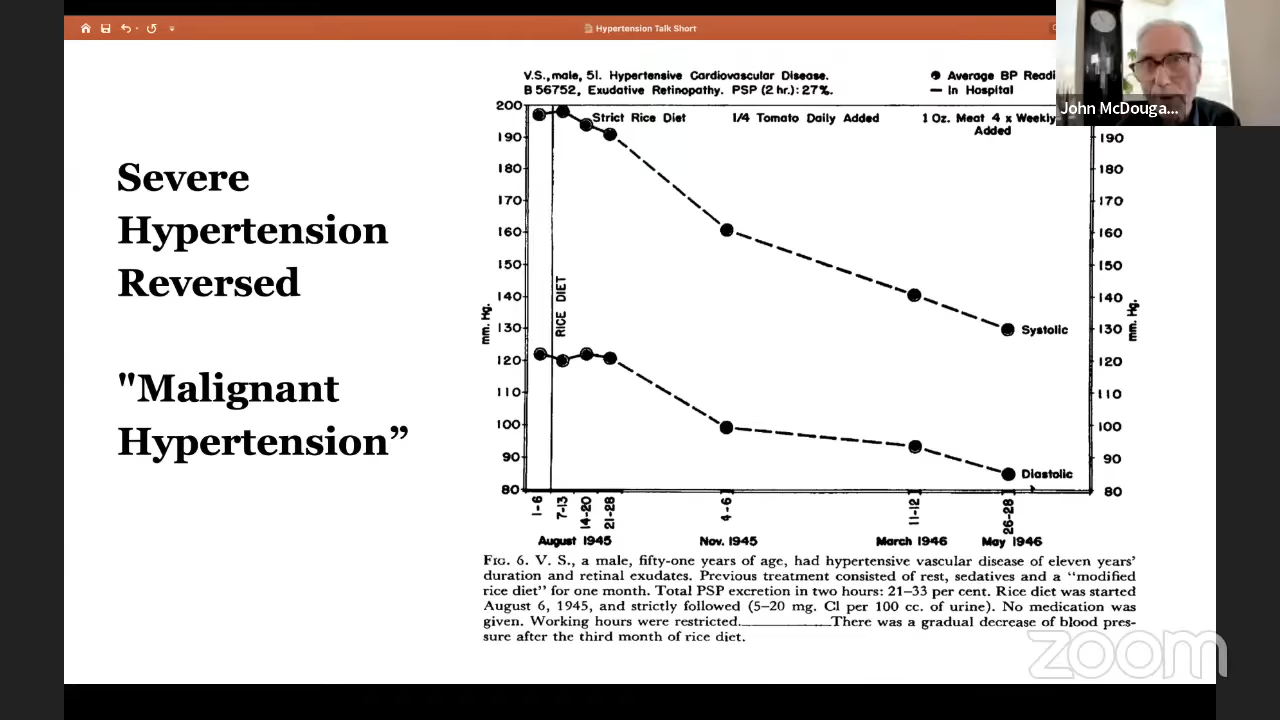 Hypertension Talk Short
John McDouga...
Severe
Hypertension
Reversed
"Malignant
Hypertension”
V.S., male, 51. Hypertensive Cardiovascular Disease.
B 56752, Exudative Retinopathy. PSP (2 hr.): 27%.
Average BP Readi
In Hospital
Strict Rice Diet
1/4 Tomato Daily Added
1 Oz. Meat 4 x Weekly
Added
200
190
180
170
160
150
140
130
120
110
100
90
80
mm. Hg.
RICE DIET
190
180
170
160
150
140
130
120
110
100
90
80
mm. Hg.
Systolic
Diastolic
1-6
7-13
14-20
21-28
4-6
11-12
26-28
August 1945
Nov. 1945
March 1946
May 1946
FIG. 6. V. S., a male, fifty-one years of age, had hypertensive vascular disease of eleven years'
duration and retinal exudates. Previous treatment consisted of rest, sedatives and a “modified
rice diet” for one month. Total PSP excretion in two hours: 21–33 per cent. Rice diet was started
August 6, 1945, and strictly followed (5–20 mg. Cl per 100 cc. of urine). No medication was
given. Working hours were restricted.__________There was a gradual decrease of blood pres-
sure after the third month of rice diet.
zoom